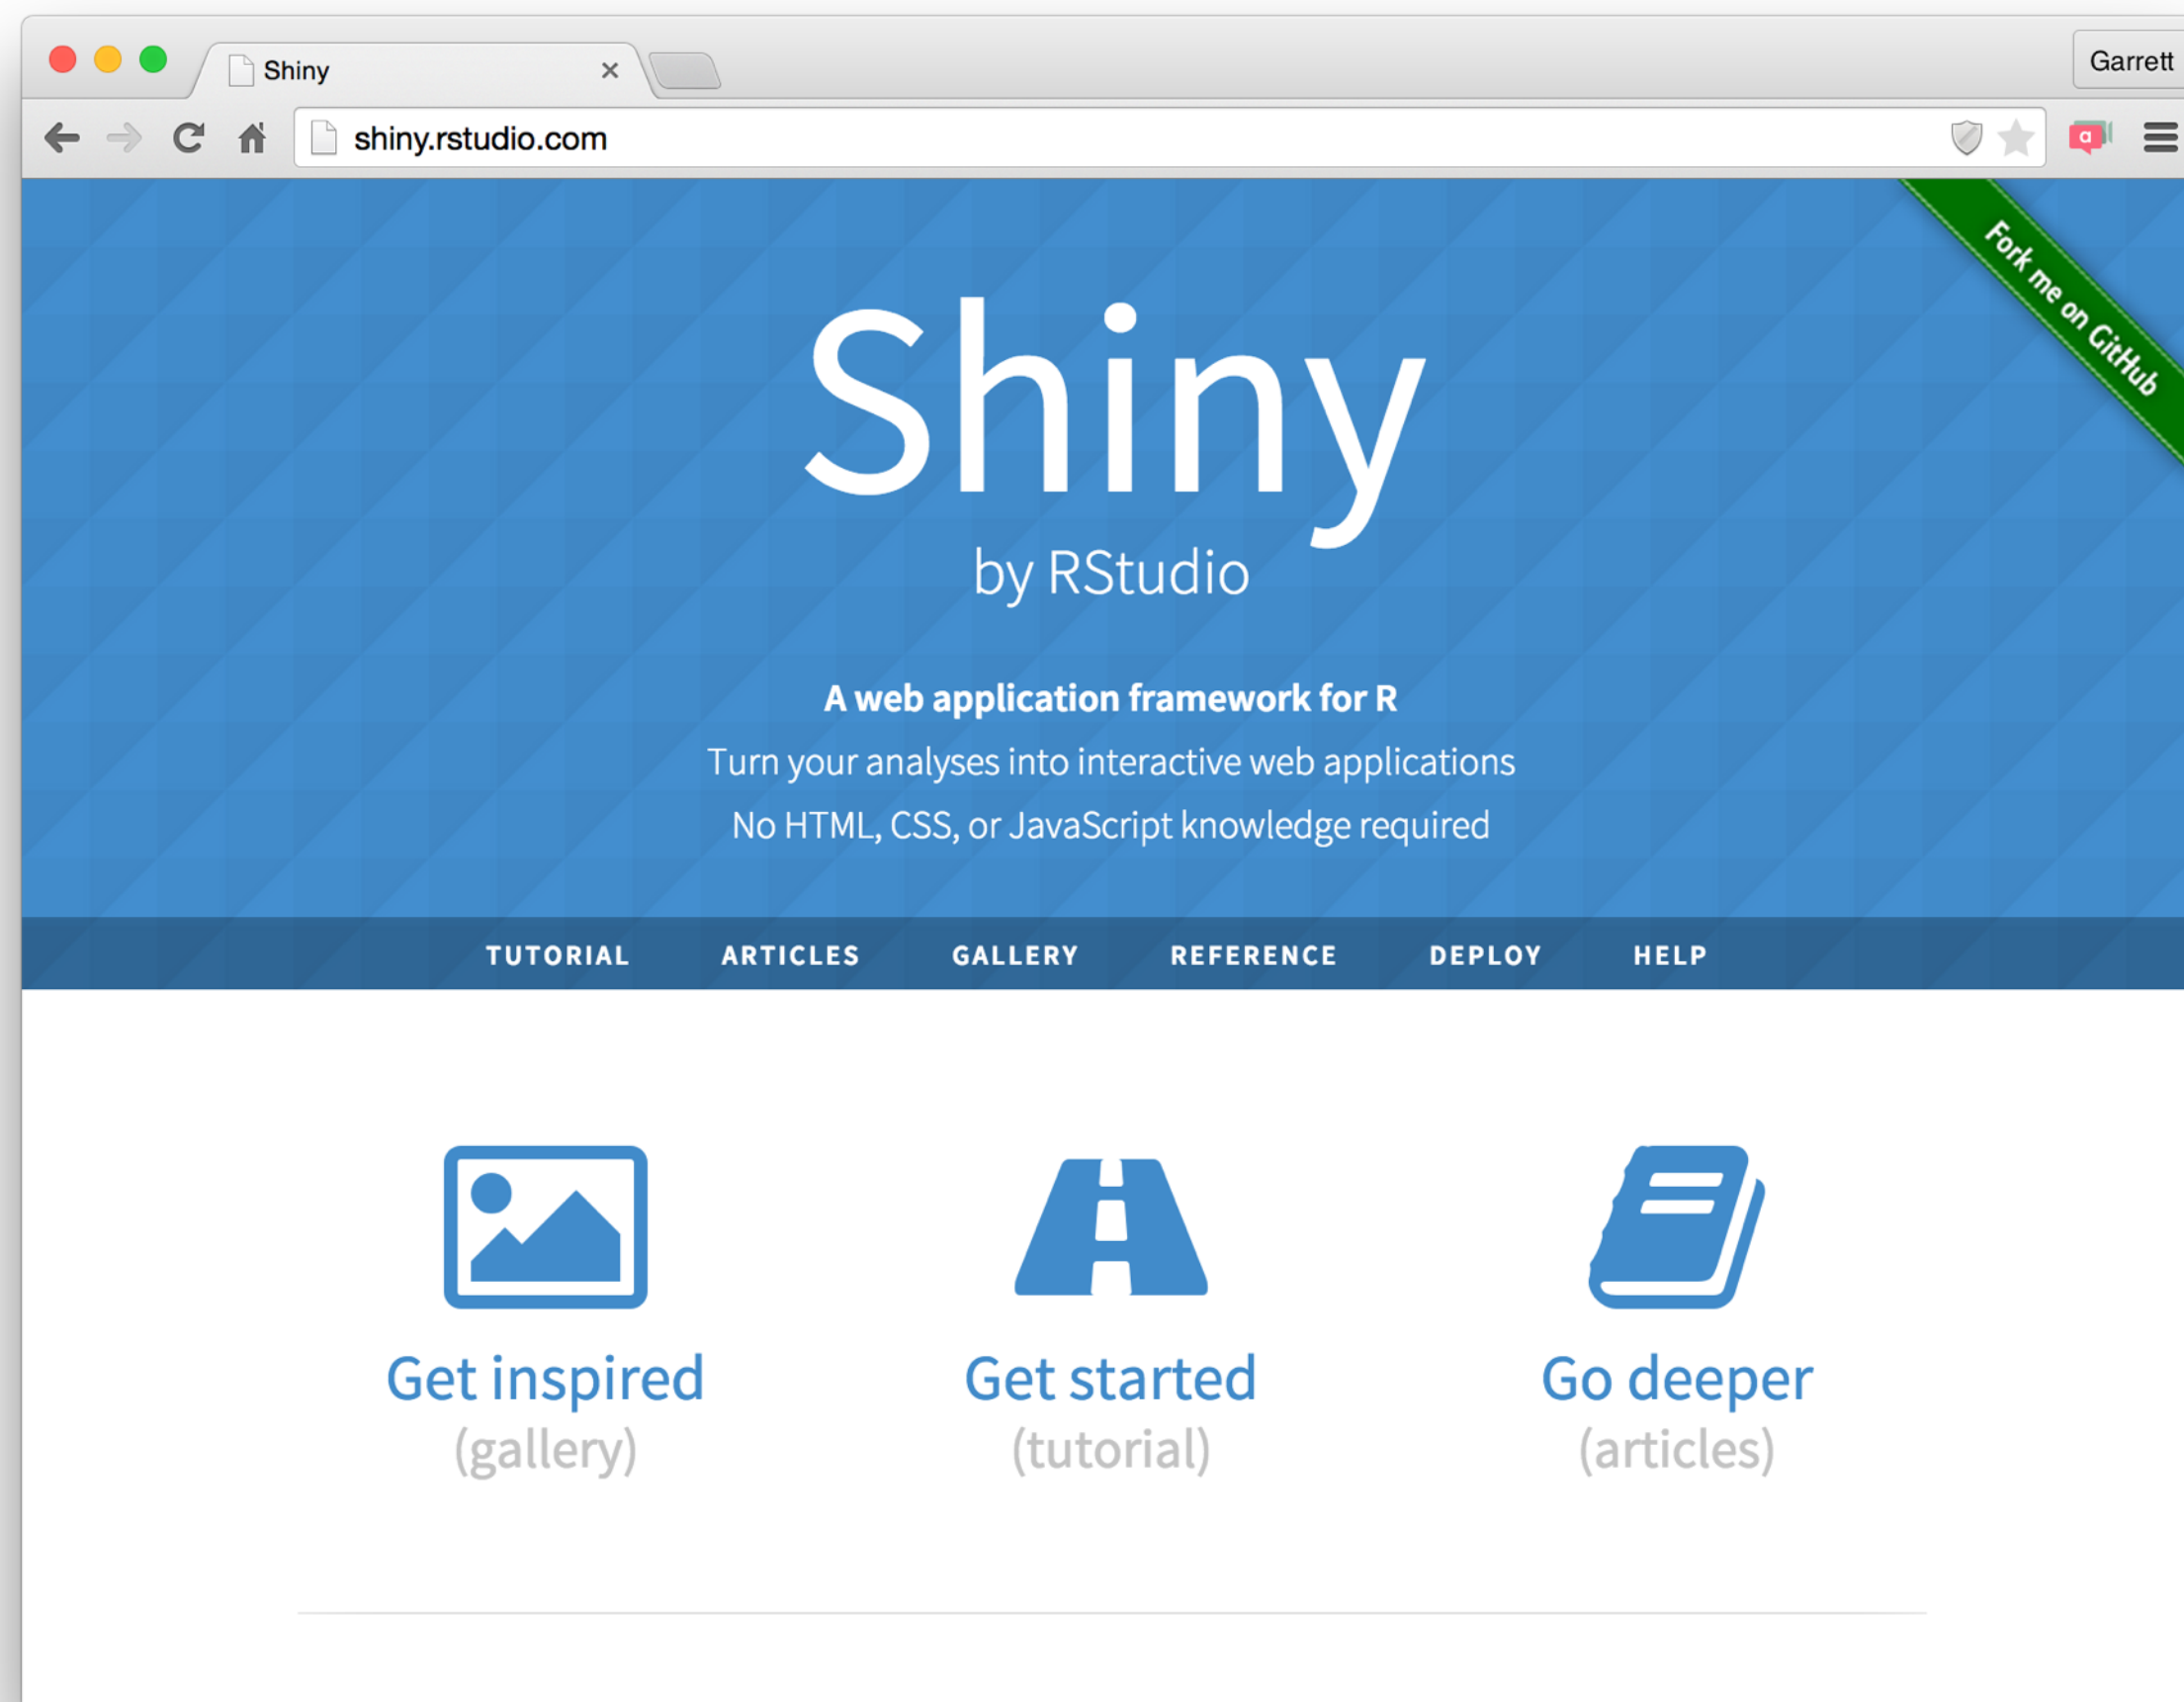 Shiny
Garrett
shiny.rstudio.com
a
Fork me on GitHub
Shiny
by RStudio
A web application framework for R
Turn your analyses into interactive web applications
No HTML, CSS, or JavaScript knowledge required
TUTORIAL ARTICLES GALLERY REFERENCE DEPLOY HELP
Get inspired Get started Go deeper
(gallery) (tutorial) (articles)